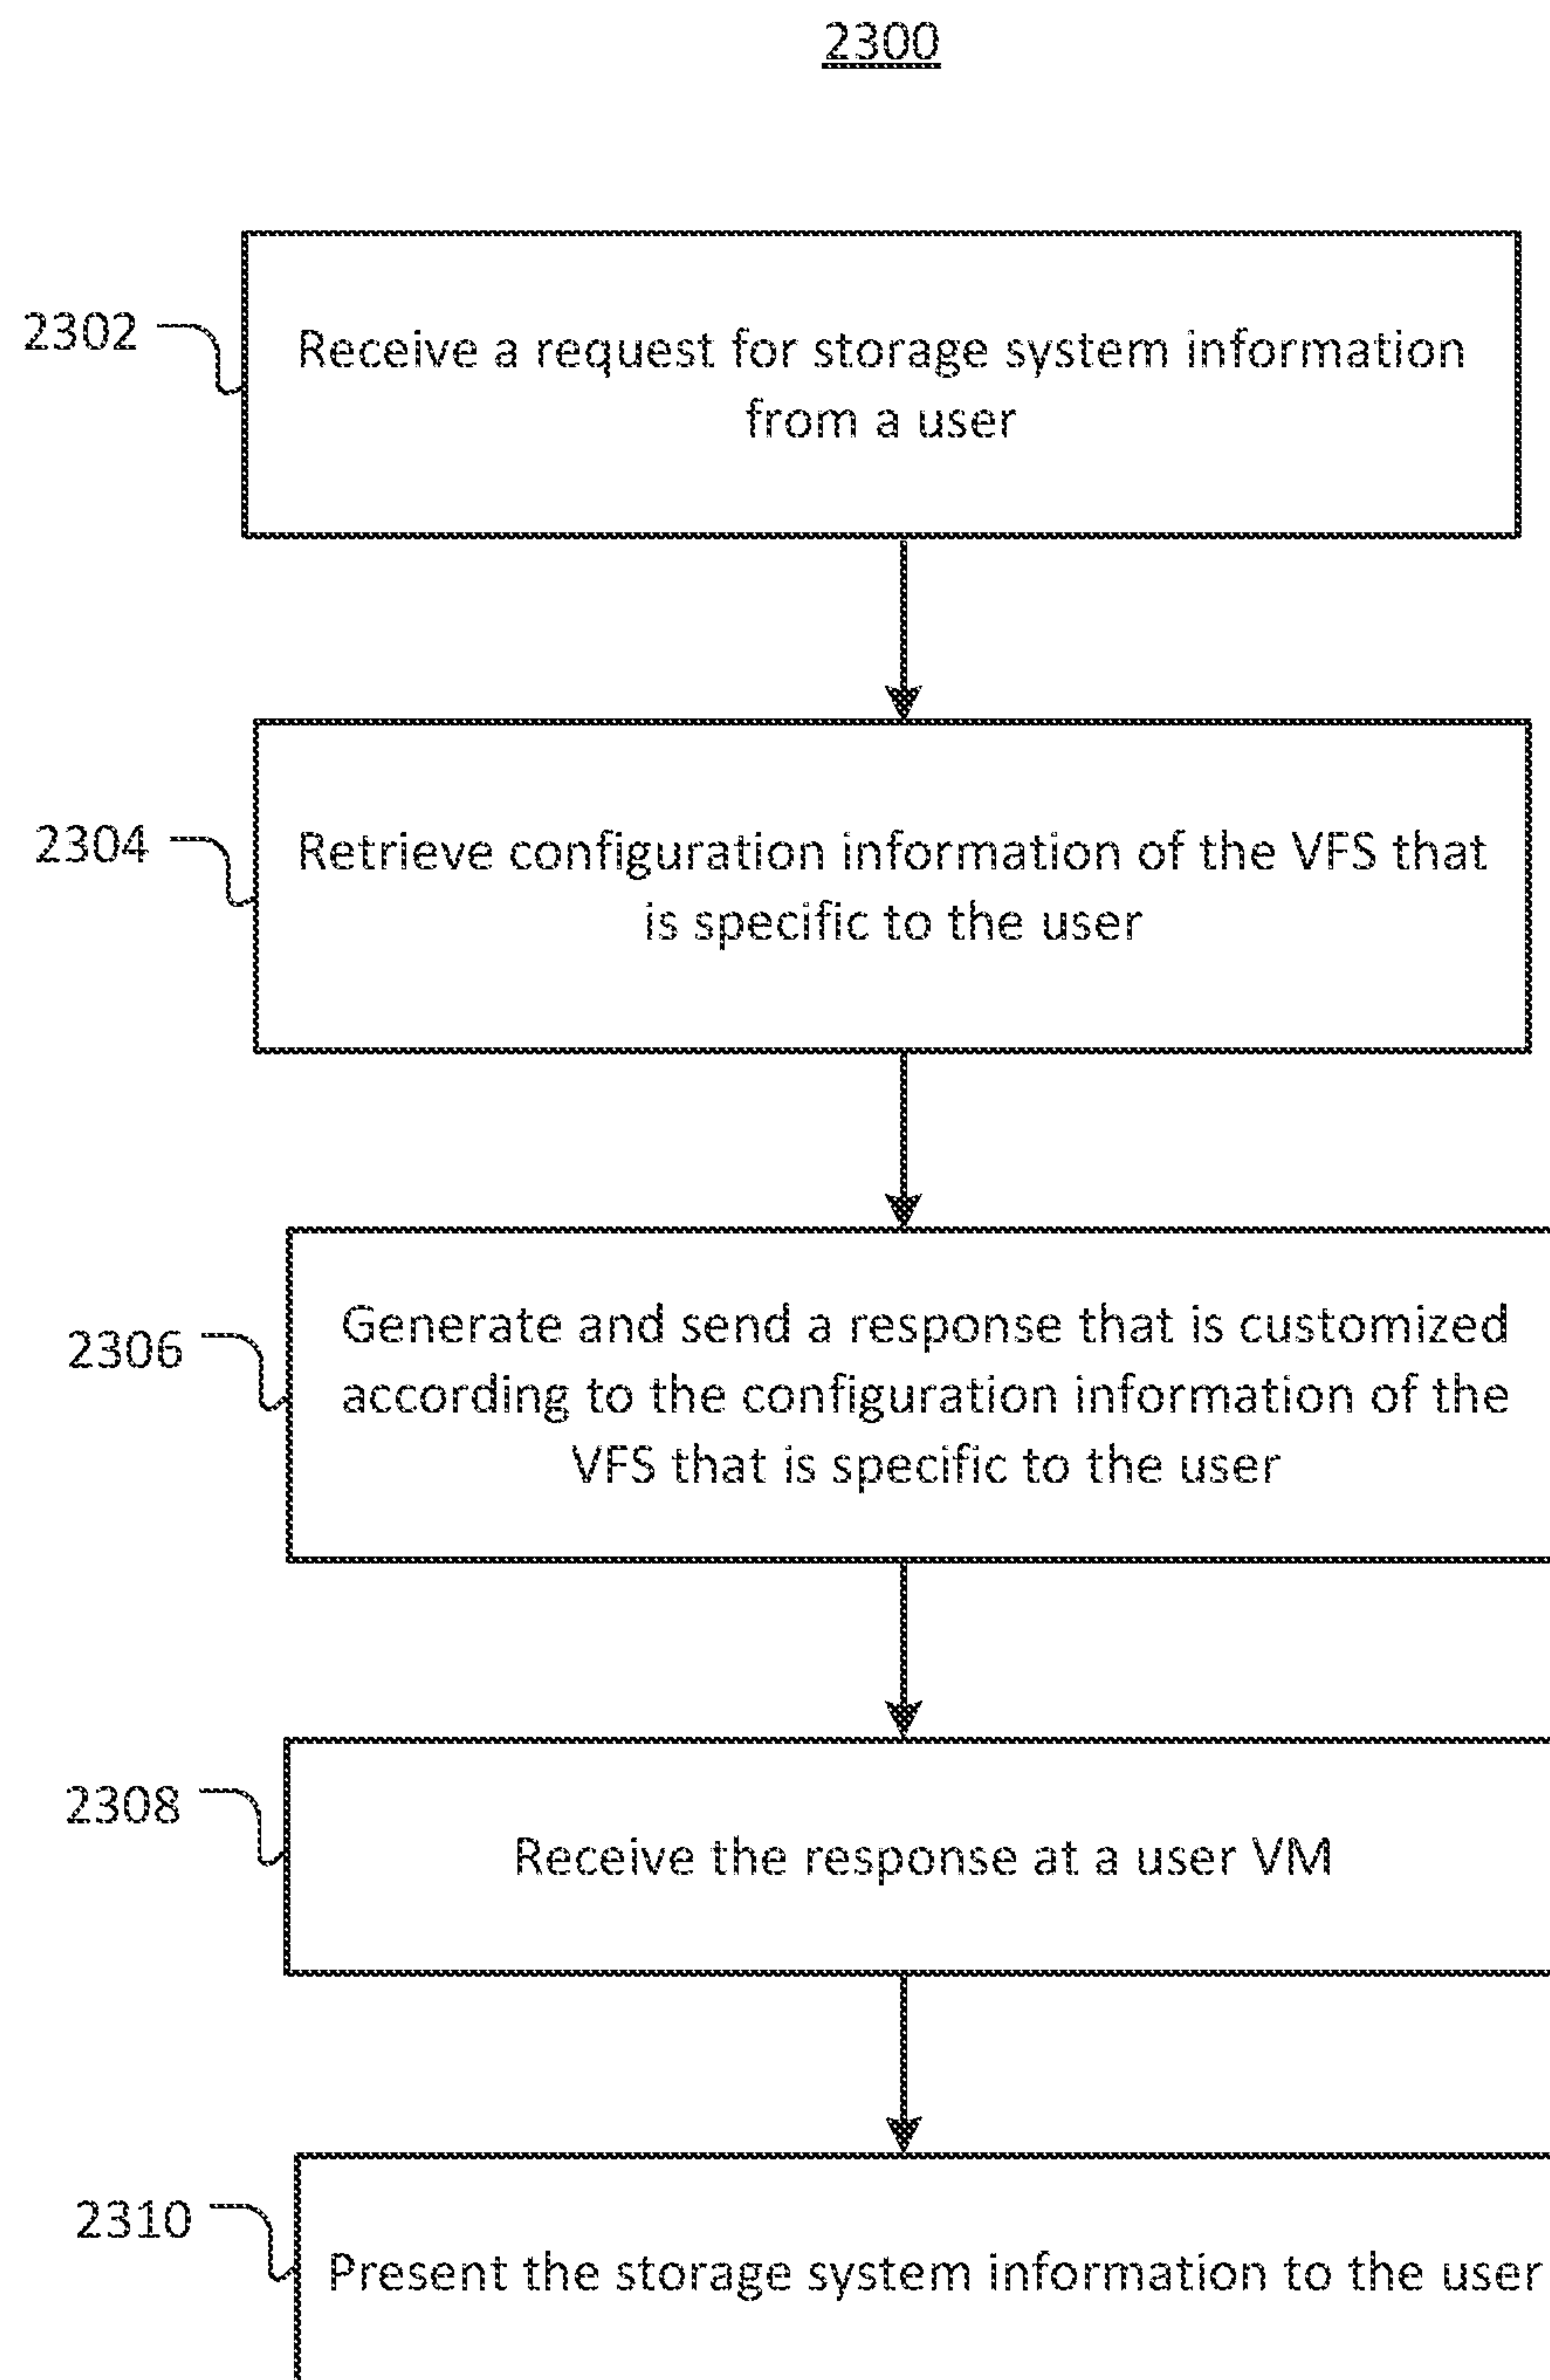 2300
2302
Receive a request for storage system information
from a user
2304
Retrieve configuration information of the VFS that
is specific to the user
2306
Generate and send a response that is customized
according to the configuration information of the
VFS that is specific to the user
2308
Receive the response at a user VM
2310
Present the storage system information to the user